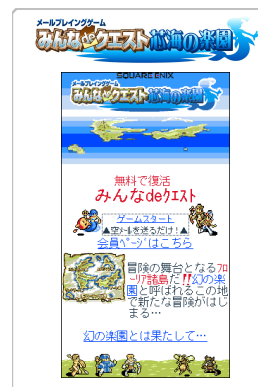 メールプレイングゲーム
みんなdeクエスト 航海の楽園
SQUARE ENIX
メールプレイングゲーム
みんなdeクエスト 航海の楽園
無料で復活
みんなdeｸｴｽﾄ
ゲームスタート
▲空ﾒｰﾙを送るだけ！▲
会員ﾍﾟｰｼﾞはこちら
冒険の舞台となるﾌﾛ
ｰﾘｱ諸島だ!!幻の楽
園と呼ばれるこの地
で新たな冒険がはじ
まる…
幻の楽園とは果たして…